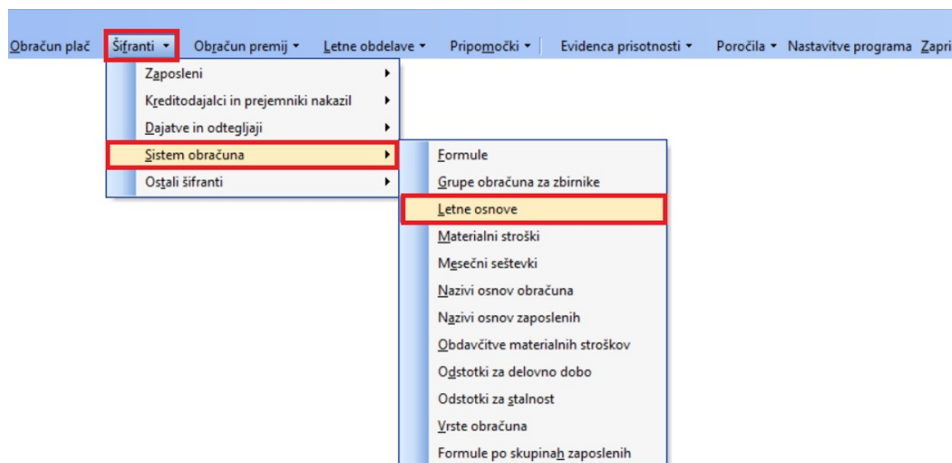 Obračun plač Šifranti Obračun premij Letne obdelave Pripomočki Evidenca prisotnosti Poročila Nastavitve programa Zapri
Zaposleni
Kreditodajalci in prejemniki nakazil
Dajatve in odtegljaji
Sistem obračuna
Ostali šifranti
Formule
Grupe obračuna za zbirnike
Letne osnove
Materialni stroški
Mesečni seštevki
Nazivi osnov obračuna
Nazivi osnov zaposlenih
Obdavčitve materialnih stroškov
Odstotki za delovno dobo
Odstotki za stalnost
Vrste obračuna
Formule po skupinah zaposlenih